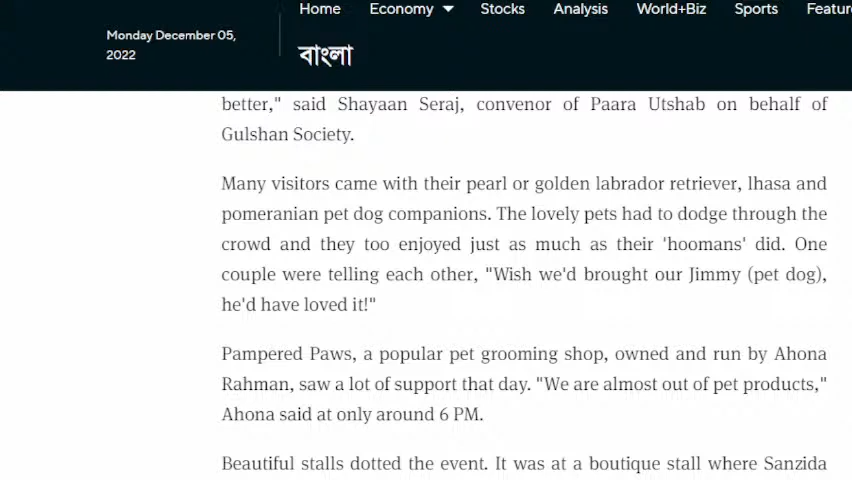 Home Economy Stocks Analysis World+Biz Sports Featur
Monday December 05,
2022
বাংলা
better," said Shayaan Seraj, convenor of Paara Utshab on behalf of
Gulshan Society.
Many visitors came with their pearl or golden labrador retriever, lhasa and
pomeranian pet dog companions. The lovely pets had to dodge through the
crowd and they too enjoyed just as much as their 'hoomans' did. One
couple were telling each other, "Wish we'd brought our Jimmy (pet dog),
he'd have loved it!"
Pampered Paws, a popular pet grooming shop, owned and run by Ahona
Rahman, saw a lot of support that day. "We are almost out of pet products,"
Ahona said at only around 6 PM.
Beautiful stalls dotted the event. It was at a boutique stall where Sanzida